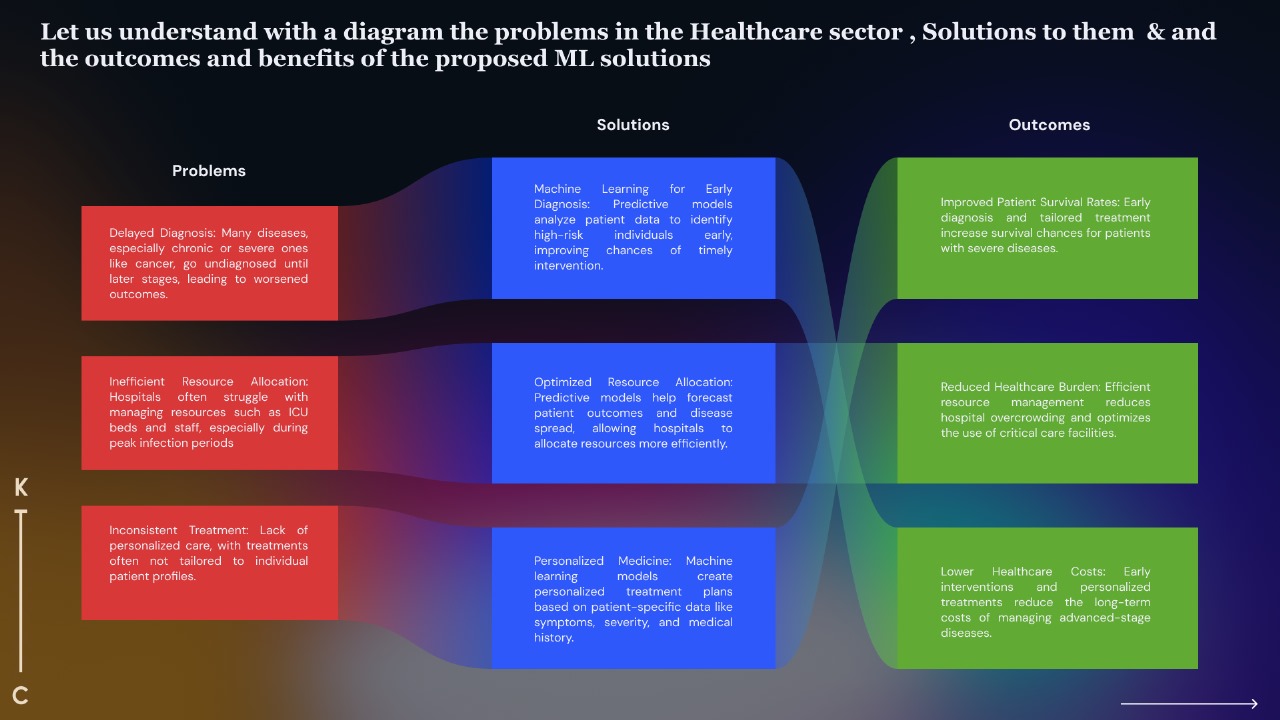 Let us understand with a diagram the problems in the Healthcare sector , Solutions to them & and
the outcomes and benefits of the proposed ML solutions
Problems
Delayed Diagnosis: Many diseases,
especially chronic or severe ones
like cancer, go undiagnosed until
later stages, leading to worsened
outcomes.
Inefficient Resource Allocation:
Hospitals often struggle with
managing resources such as ICU
beds and staff, especially during
peak infection periods
Inconsistent Treatment: Lack of
personalized care, with treatments
often not tailored to individual
patient profiles.
Solutions
Machine Learning for Early
Diagnosis: Predictive models
analyze patient data to identify
high-risk individuals early,
improving chances of timely
intervention.
Optimized Resource Allocation:
Predictive models help forecast
patient outcomes and disease
spread, allowing hospitals to
allocate resources more efficiently.
Personalized Medicine: Machine
learning models create
personalized treatment plans
based on patient-specific data like
symptoms, severity, and medical
history.
Outcomes
Improved Patient Survival Rates: Early
diagnosis and tailored treatment
increase survival chances for patients
with severe diseases.
Reduced Healthcare Burden: Efficient
resource management reduces
hospital overcrowding and optimizes
the use of critical care facilities.
Lower Healthcare Costs: Early
interventions and personalized
treatments reduce the long-term
costs of managing advanced-stage
diseases.
K
C